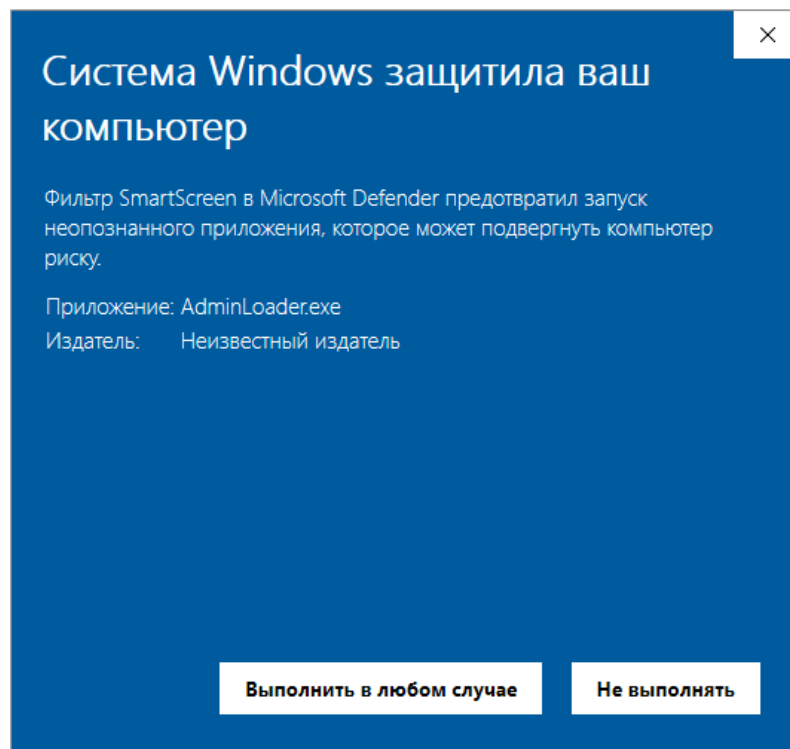 Система Windows защитила ваш
компьютер
Фильтр SmartScreen в Microsoft Defender предотвратил запуск
неопознанного приложения, которое может подвергнуть компьютер
риску.
Приложение: AdminLoader.exe
Издатель: Неизвестный издатель
Выполнить в любом случае Не выполнять